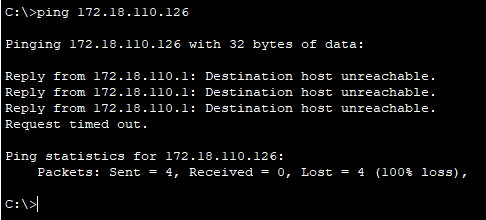 C:\>ping 172.18.110.126
Pinging 172.18.110.126 with 32 bytes of data:
Reply from 172.18.110.1: Destination host unreachable.
Reply from 172.18.110.1: Destination host unreachable.
Reply from 172.18.110.1: Destination host unreachable.
Request timed out.
Ping statistics for 172.18.110.126:
    Packets: Sent = 4, Received = 0, Lost = 4 (100% loss),
C:\>